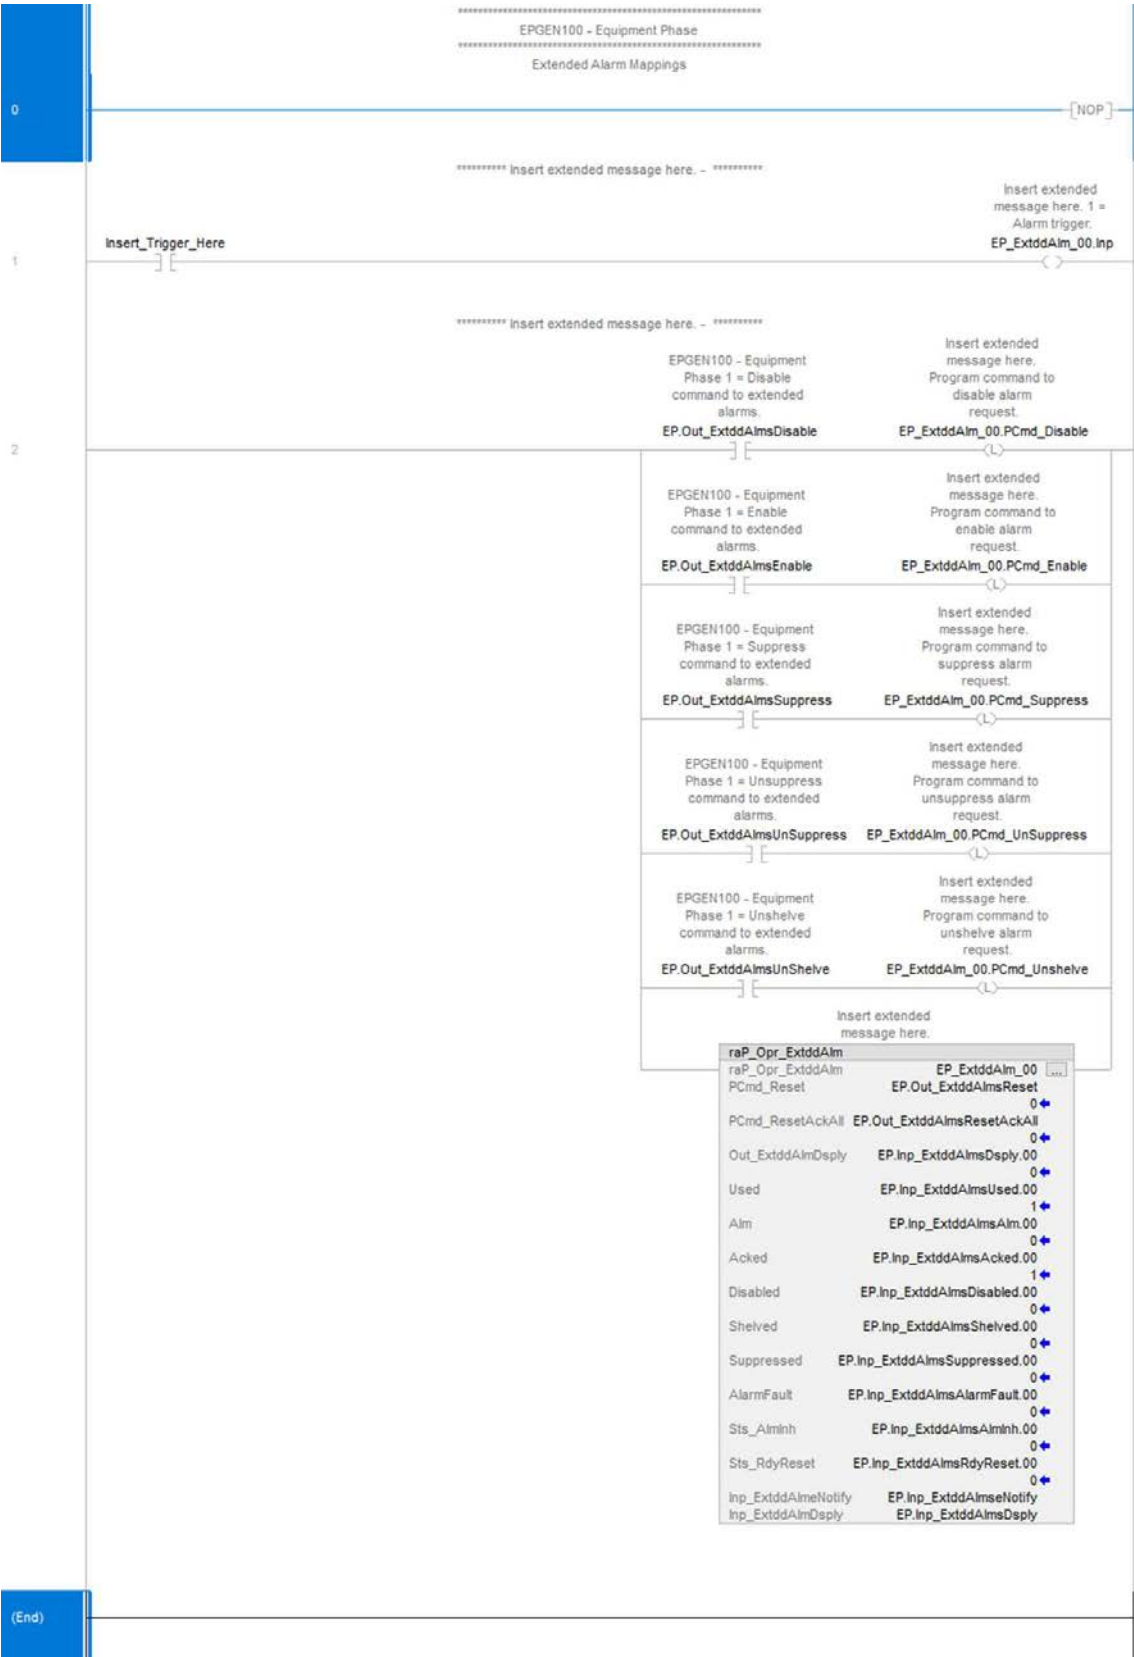 ************************************************************
EPGEN100 - Equipment Phase
************************************************************
Extended Alarm Mappings
0
[NOP]
********** Insert extended message here. - **********
Insert extended
message here. 1 =
Alarm trigger.
Insert_Trigger_Here
EP_ExtddAlm_00.Inp
1
********** Insert extended message here. - **********
EPGEN100 - Equipment
Phase 1 = Disable
command to extended
alarms.
EP.Out_ExtddAlmsDisable
Insert extended
message here.
Program command to
disable alarm
request.
EP_ExtddAlm_00.PCmd_Disable
2
(L)
EPGEN100 - Equipment
Phase 1 = Enable
command to extended
alarms.
EP.Out_ExtddAlmsEnable
Insert extended
message here.
Program command to
enable alarm
request.
EP_ExtddAlm_00.PCmd_Enable
(L)
EPGEN100 - Equipment
Phase 1 = Suppress
command to extended
alarms.
EP.Out_ExtddAlmsSuppress
Insert extended
message here.
Program command to
suppress alarm
request.
EP_ExtddAlm_00.PCmd_Suppress
(L)
EPGEN100 - Equipment
Phase 1 = Unsuppress
command to extended
alarms.
EP.Out_ExtddAlmsUnSuppress
Insert extended
message here.
Program command to
unsuppress alarm
request.
EP_ExtddAlm_00.PCmd_UnSuppress
(L)
EPGEN100 - Equipment
Phase 1 = Unshelve
command to extended
alarms.
EP.Out_ExtddAlmsUnShelve
Insert extended
message here.
Program command to
unshelve alarm
request.
EP_ExtddAlm_00.PCmd_Unshelve
(L)
Insert extended
message here.
raP_Opr_ExtddAlm
raP_Opr_ExtddAlm EP_ExtddAlm_00 ...
PCmd_Reset EP.Out_ExtddAlmsReset
0
PCmd_ResetAckAll EP.Out_ExtddAlmsResetAckAll
0
Out_ExtddAlmDsply EP.Inp_ExtddAlmsDsply.00
0
Used EP.Inp_ExtddAlmsUsed.00
1
Alm EP.Inp_ExtddAlmsAlm.00
0
Acked EP.Inp_ExtddAlmsAcked.00
1
Disabled EP.Inp_ExtddAlmsDisabled.00
0
Shelved EP.Inp_ExtddAlmsShelved.00
0
Suppressed EP.Inp_ExtddAlmsSuppressed.00
0
AlarmFault EP.Inp_ExtddAlmsAlarmFault.00
0
Sts_AlmInh EP.Inp_ExtddAlmsAlmInh.00
0
Sts_RdyReset EP.Inp_ExtddAlmsRdyReset.00
0
Inp_ExtddAlmeNotify EP.Inp_ExtddAlmseNotify
Inp_ExtddAlmDsply EP.Inp_ExtddAlmsDsply
(End)